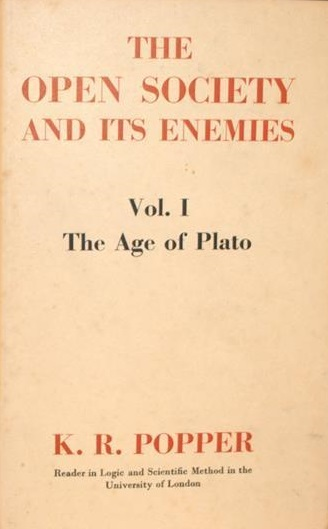 THE
OPEN SOCIETY
AND ITS ENEMIES
Vol. I
The Age of Plato
K. R. POPPER
Reader in Logic and Scientific Method in the
University of London